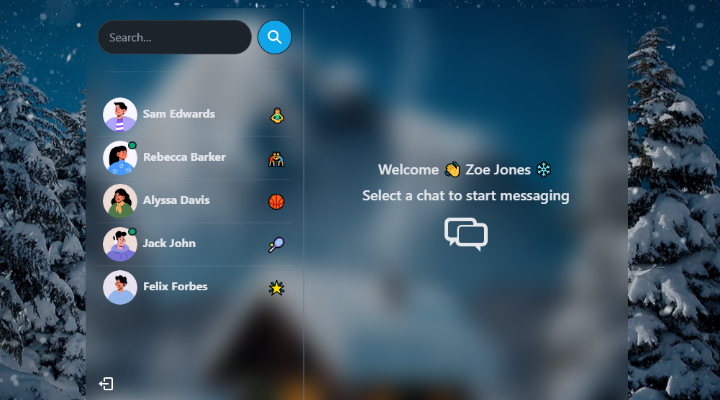 Search...
Sam Edwards
Rebecca Barker
Alyssa Davis
Jack John
Felix Forbes
Welcome 👋 Zoe Jones ❄
Select a chat to start messaging